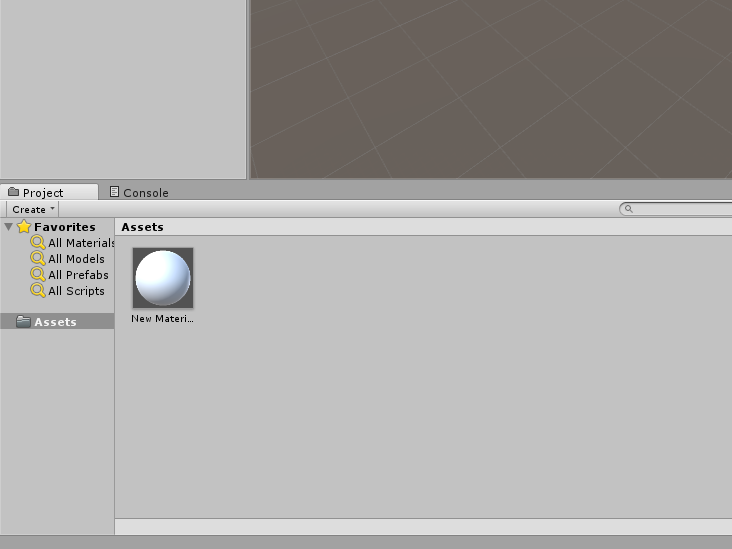 Project
Console
Create
Favorites
Assets
All Materials
All Models
All Prefabs
All Scripts
Assets
New Materi...